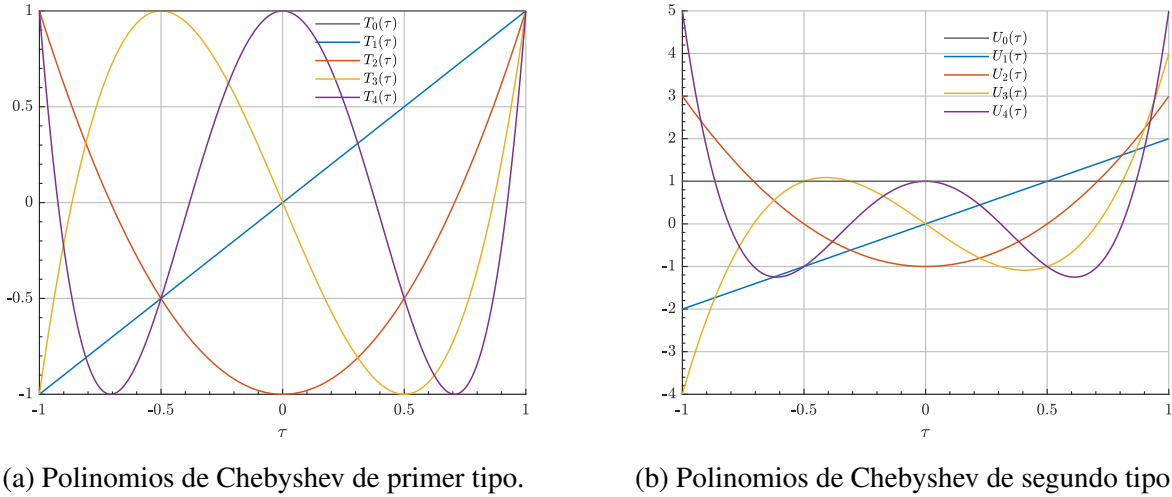 1
0.5
0
-0.5
-1
-1
-0.5
0
0.5
1
τ
T₀(τ)
T₁(τ)
T₂(τ)
T₃(τ)
T₄(τ)
(a) Polinomios de Chebyshev de primer tipo.
5
4
3
2
1
0
-1
-2
-3
-4
-1
-0.5
0
0.5
1
τ
U₀(τ)
U₁(τ)
U₂(τ)
U₃(τ)
U₄(τ)
(b) Polinomios de Chebyshev de segundo tipo